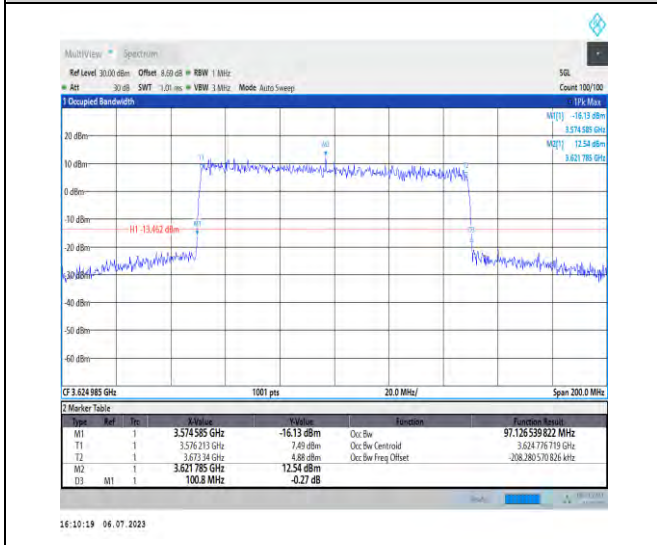 MultiView Spectrum
Ref Level 30.00 dBm Offset 8.69 dB RBW 1 MHz SGL
Att 30 dB SWT 1.01 ms VBW 3 MHz Mode Auto Sweep Count 100/100
1 Occupied Bandwidth 1Pk Max
M1[1] -16.13 dBm
3.574 585 GHz
M2[1] 12.54 dBm
3.621 785 GHz
20 dBm
10 dBm
0 dBm
-10 dBm
H1 -13.462 dBm
-20 dBm
-30 dBm
-40 dBm
-50 dBm
-60 dBm
T1
M2
T2
M1
D3
CF 3.624 985 GHz 1001 pts 20.0 MHz/ Span 200.0 MHz
2 Marker Table
Type Ref Trc X-Value Y-Value Function Function Result
M1 1 3.574 585 GHz -16.13 dBm Occ Bw 97.126 539 822 MHz
T1 1 3.576 213 GHz 7.49 dBm Occ Bw Centroid 3.624 776 719 GHz
T2 1 3.673 34 GHz 4.88 dBm Occ Bw Freq Offset -208.280 570 826 kHz
M2 1 3.621 785 GHz 12.54 dBm
D3 M1 1 100.8 MHz -0.27 dB
16:10:19 06.07.2023